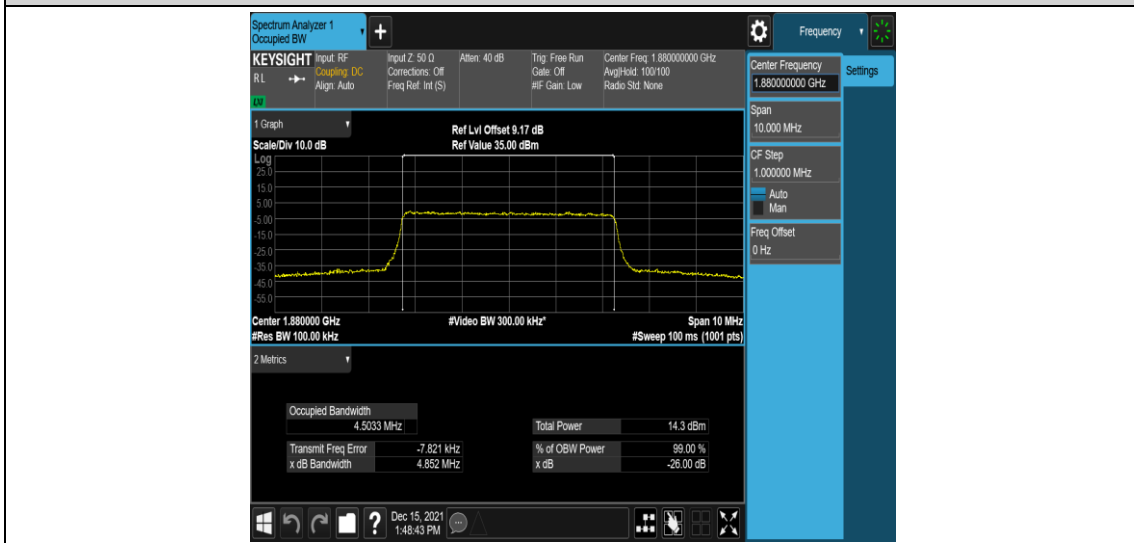 Spectrum Analyzer 1
Occupied BW
+
Frequency
KEYSIGHT
RL
LXI
Input: RF
Coupling: DC
Align: Auto
Input Z: 50 Ω
Corrections: Off
Freq Ref: Int (S)
Atten: 40 dB
Trig: Free Run
Gate: Off
#IF Gain: Low
Center Freq: 1.880000000 GHz
Avg|Hold: 100/100
Radio Std: None
Center Frequency
1.880000000 GHz
Settings
Span
10.000 MHz
CF Step
1.000000 MHz
Auto
Man
Freq Offset
0 Hz
1 Graph
Scale/Div 10.0 dB
Ref Lvl Offset 9.17 dB
Ref Value 35.00 dBm
Log
25.0
15.0
5.00
-5.00
-15.0
-25.0
-35.0
-45.0
-55.0
Center 1.880000 GHz
#Video BW 300.00 kHz*
Span 10 MHz
#Res BW 100.00 kHz
#Sweep 100 ms (1001 pts)
2 Metrics
Occupied Bandwidth
4.5033 MHz
Total Power 14.3 dBm
Transmit Freq Error -7.821 kHz
% of OBW Power 99.00 %
x dB Bandwidth 4.852 MHz
x dB -26.00 dB
?
Dec 15, 2021
1:48:43 PM